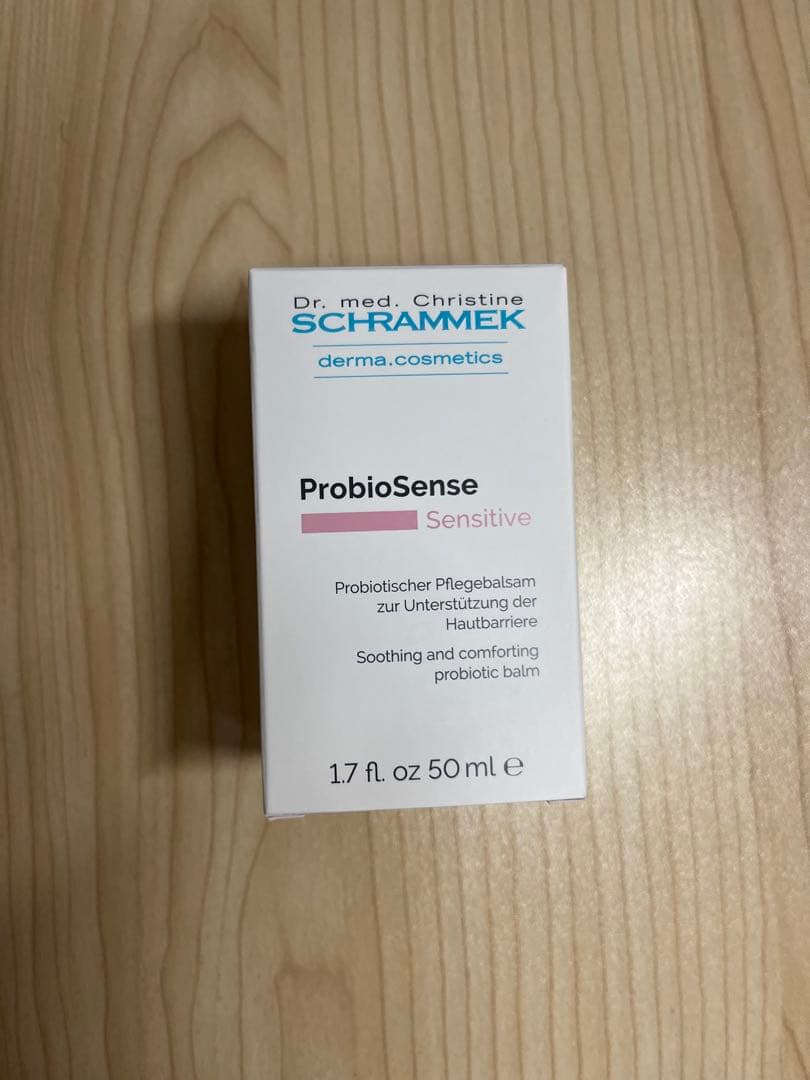 Dr. med. Christine
SCHRAMMEK
derma.cosmetics
ProbioSense
Sensitive
Probiotischer Pflegebalsam
zur Unterstützung der
Hautbarriere
Soothing and comforting
probiotic balm
1.7 fl. oz 50 ml ℮